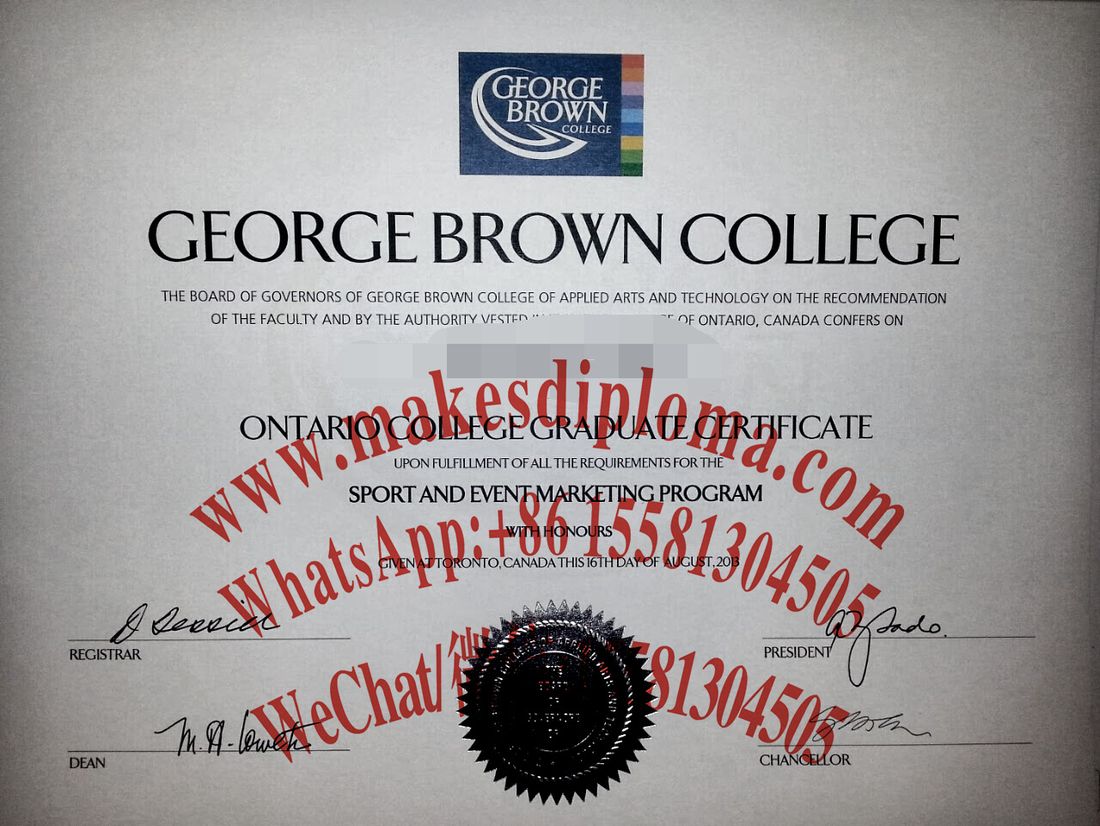 GEORGE
BROWN
COLLEGE
GEORGE BROWN COLLEGE
THE BOARD OF GOVERNORS OF GEORGE BROWN COLLEGE OF APPLIED ARTS AND TECHNOLOGY ON THE RECOMMENDATION
OF THE FACULTY AND BY THE AUTHORITY VESTED OF ONTARIO, CANADA CONFERS ON
www.makesdiploma.com
ONTARIO COLLEGE GRADUATE CERTIFICATE
UPON FULFILLMENT OF ALL THE REQUIREMENTS FOR THE
SPORT AND EVENT MARKETING PROGRAM
WhatsApp:+86 15581304505
WITH HONOURS
GIVEN AT TORONTO, CANADA THIS 16TH DAY OF AUGUST, 2013
REGISTRAR
PRESIDENT
WeChat/ 581304505
DEAN
CHANCELLOR